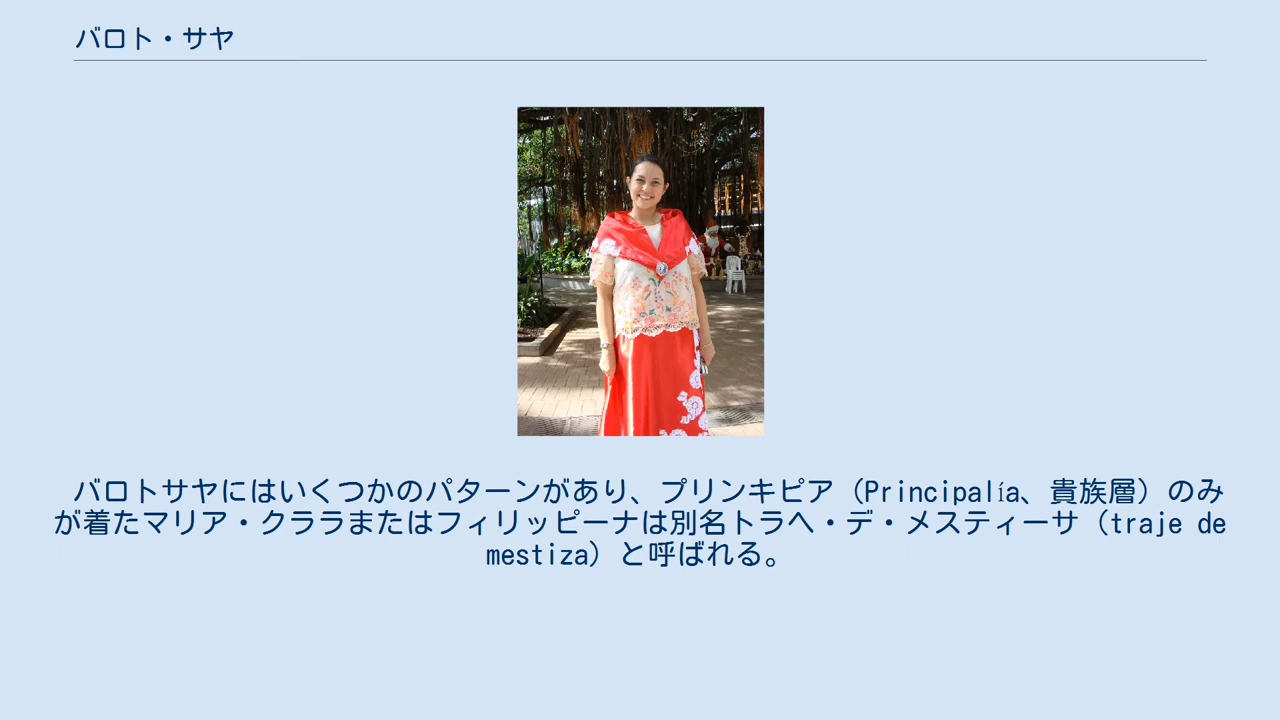 バロト・サヤ
バロトサヤにはいくつかのパターンがあり、プリンキピア（Principalía、貴族層）のみ
が着たマリア・クララまたはフィリッピーナは別名トラヘ・デ・メスティーサ（traje de
mestiza）と呼ばれる。